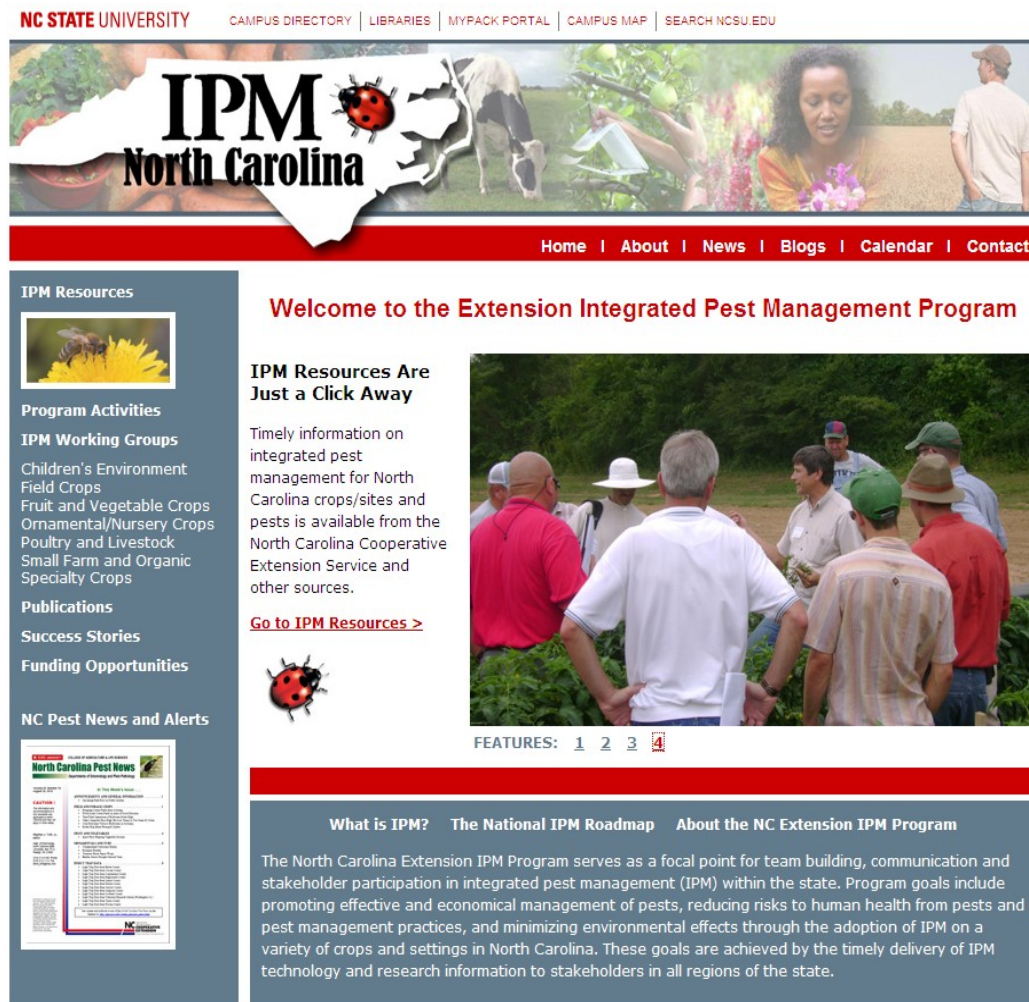 NC STATE UNIVERSITY
CAMPUS DIRECTORY | LIBRARIES | MYPACK PORTAL | CAMPUS MAP | SEARCH NCSU.EDU
IPM
North Carolina
Home | About | News | Blogs | Calendar | Contact
IPM Resources
Program Activities
IPM Working Groups
Children's Environment
Field Crops
Fruit and Vegetable Crops
Ornamental/Nursery Crops
Poultry and Livestock
Small Farm and Organic
Specialty Crops
Publications
Success Stories
Funding Opportunities
NC Pest News and Alerts
North Carolina Pest News
Welcome to the Extension Integrated Pest Management Program
IPM Resources Are
Just a Click Away
Timely information on
integrated pest
management for North
Carolina crops/sites and
pests is available from the
North Carolina Cooperative
Extension Service and
other sources.
Go to IPM Resources >
FEATURES: 1 2 3 4
What is IPM? The National IPM Roadmap About the NC Extension IPM Program
The North Carolina Extension IPM Program serves as a focal point for team building, communication and
stakeholder participation in integrated pest management (IPM) within the state. Program goals include
promoting effective and economical management of pests, reducing risks to human health from pests and
pest management practices, and minimizing environmental effects through the adoption of IPM on a
variety of crops and settings in North Carolina. These goals are achieved by the timely delivery of IPM
technology and research information to stakeholders in all regions of the state.